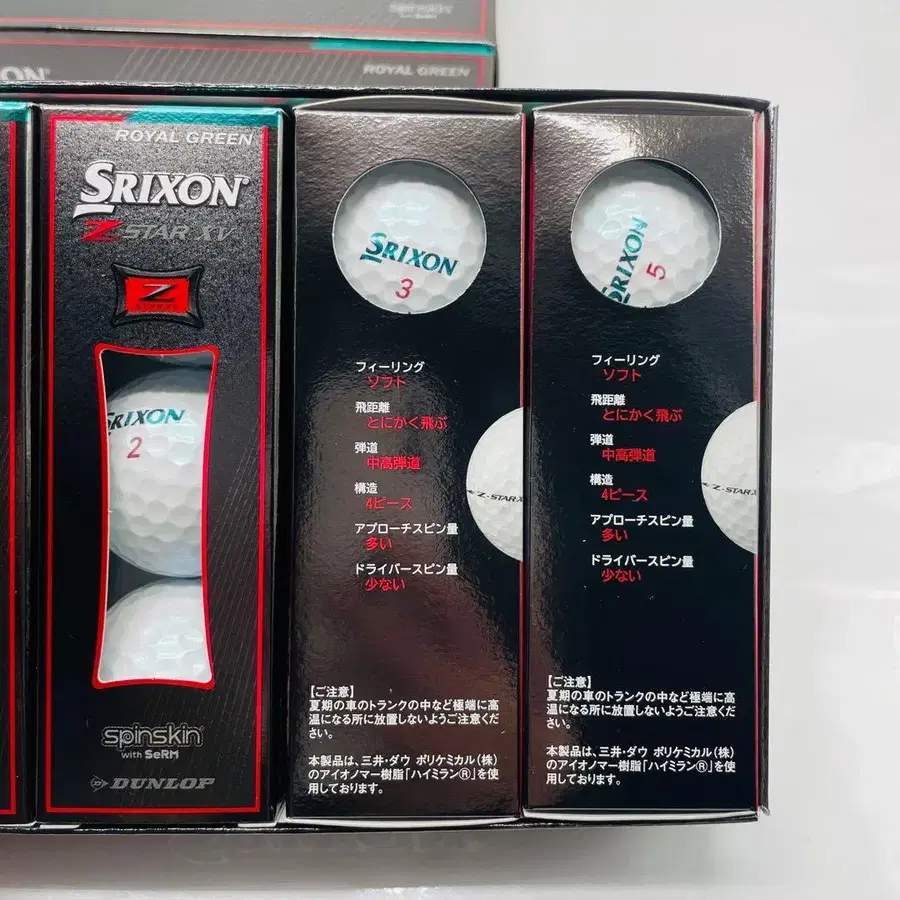 spinskin
with SeRM
XON
ROYAL GREEN
ROYAL GREEN
SRIXON
Z-STAR XV
Z
STAR XV
SRIXON
2
spinskin
with SeRM
DUNLOP
SRIXON
3
フィーリング
ソフト
飛距離
とにかく飛ぶ
弾道
中高弾道
構造
4ピース
アプローチスピン量
多い
ドライバースピン量
少ない
Z-STAR X
【ご注意】
夏期の車のトランクの中など極端に高
温になる所に放置しないようご注意くだ
さい。
本製品は、三井・ダウ ポリケミカル(株)
のアイオノマー樹脂「ハイミランⓇ」を使
用しております。
SRIXON
5
フィーリング
ソフト
飛距離
とにかく飛ぶ
弾道
中高弾道
構造
4ピース
アプローチスピン量
多い
ドライバースピン量
少ない
Z-STAR X
【ご注意】
夏期の車のトランクの中など極端に高
温になる所に放置しないようご注意くだ
さい。
本製品は、三井・ダウ ポリケミカル(株)
のアイオノマー樹脂「ハイミランⓇ」を使
用しております。